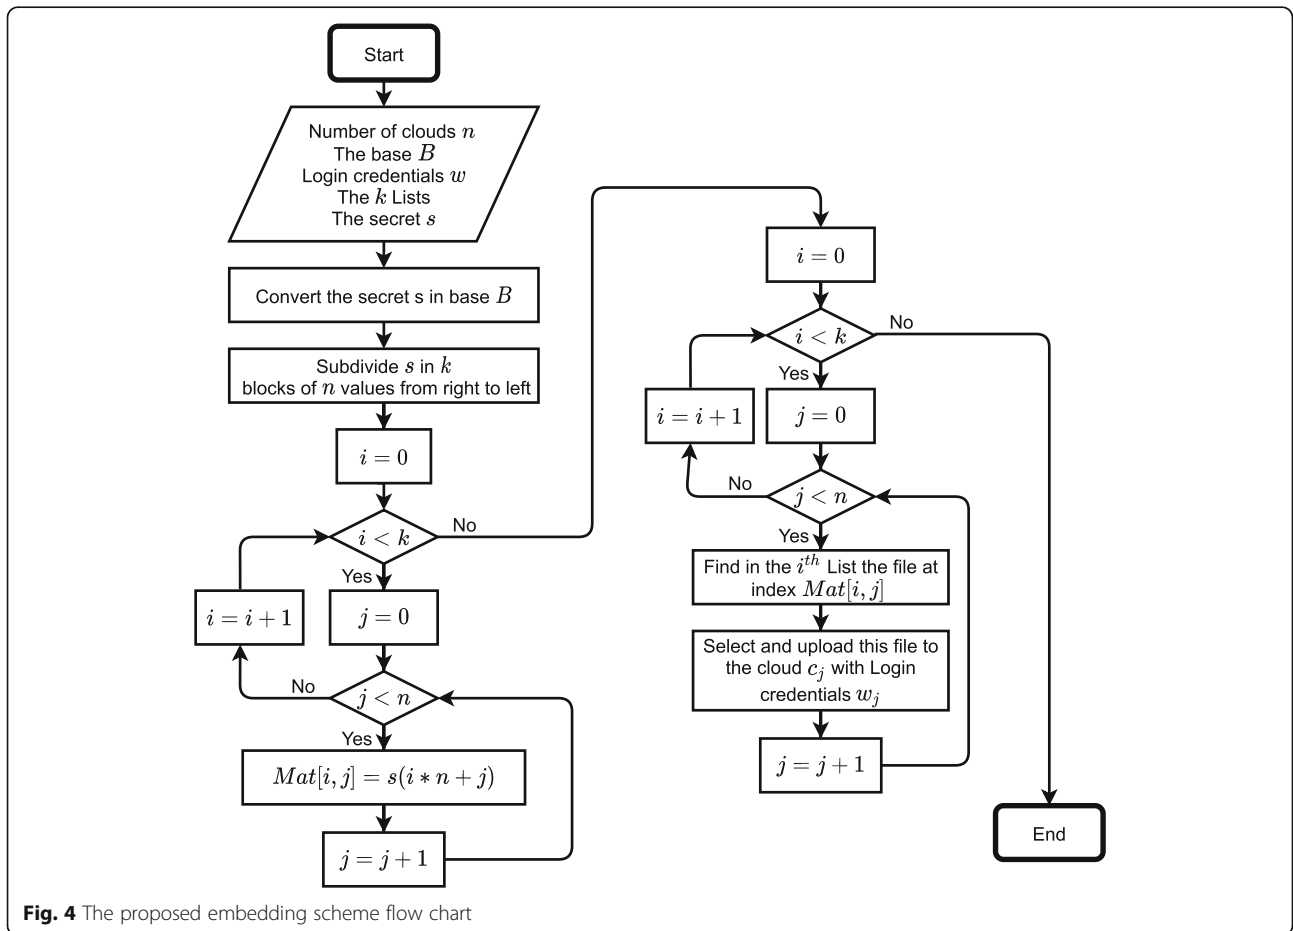 Start
Number of clouds n
The base B
Login credentials w
The k Lists
The secret s
Convert the secret s in base B
Subdivide s in k
blocks of n values from right to left
i = 0
i < k
No
Yes
i = i + 1
j = 0
No
j < n
Yes
Mat[i, j] = s(i * n + j)
j = j + 1
i = 0
i < k
No
Yes
i = i + 1
j = 0
No
j < n
Yes
Find in the i^th List the file at
index Mat[i, j]
Select and upload this file to
the cloud c_j with Login
credentials w_j
j = j + 1
End
Fig. 4 The proposed embedding scheme flow chart